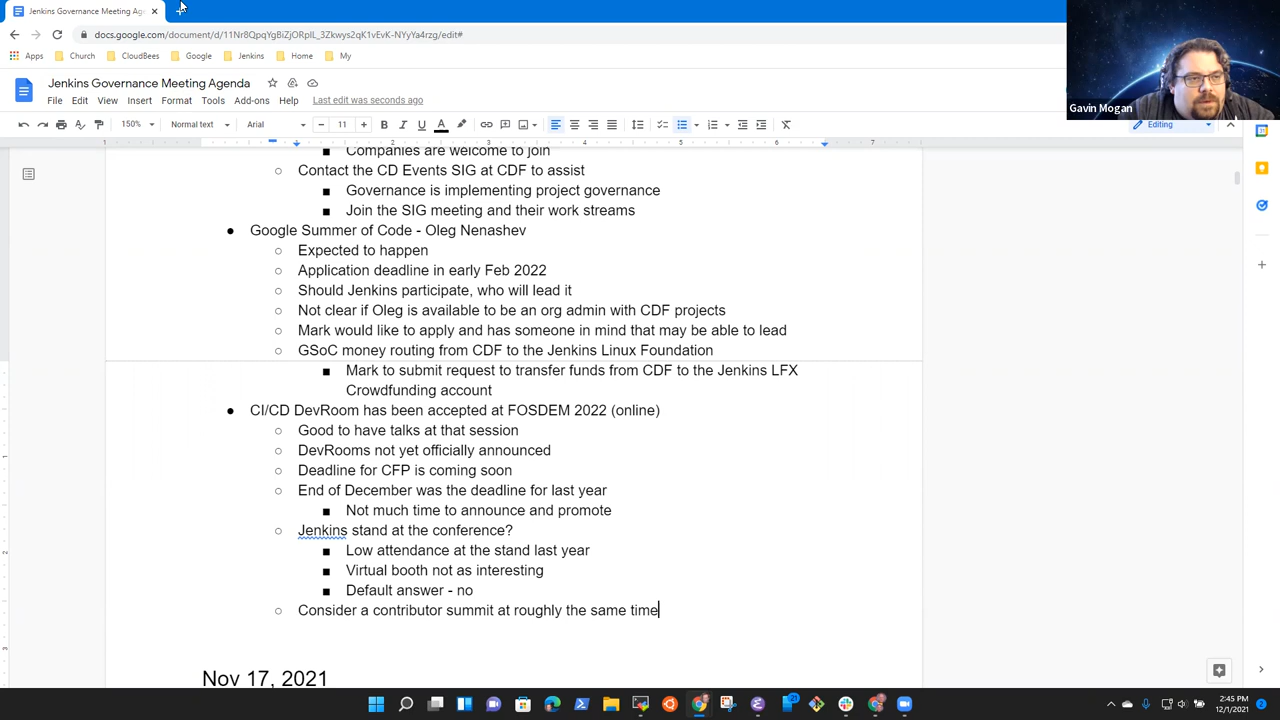 Jenkins Governance Meeting Ag
docs.google.com/document/d/11Nr8QpqYgBiZjORpIL_3Zkwys2qK1vEvK-NYyYa4rzg/edit#
Apps Church CloudBees Google Jenkins Home My
Jenkins Governance Meeting Agenda
File Edit View Insert Format Tools Add-ons Help Last edit was seconds ago
Gavin Mogan
150% Normal text Arial 11 Editing
1 2 3 4 5 6 7
Companies are welcome to join
Contact the CD Events SIG at CDF to assist
Governance is implementing project governance
Join the SIG meeting and their work streams
Google Summer of Code - Oleg Nenashev
Expected to happen
Application deadline in early Feb 2022
Should Jenkins participate, who will lead it
Not clear if Oleg is available to be an org admin with CDF projects
Mark would like to apply and has someone in mind that may be able to lead
GSoC money routing from CDF to the Jenkins Linux Foundation
Mark to submit request to transfer funds from CDF to the Jenkins LFX
Crowdfunding account
CI/CD DevRoom has been accepted at FOSDEM 2022 (online)
Good to have talks at that session
DevRooms not yet officially announced
Deadline for CFP is coming soon
End of December was the deadline for last year
Not much time to announce and promote
Jenkins stand at the conference?
Low attendance at the stand last year
Virtual booth not as interesting
Default answer - no
Consider a contributor summit at roughly the same time
Nov 17, 2021
2:45 PM
12/1/2021